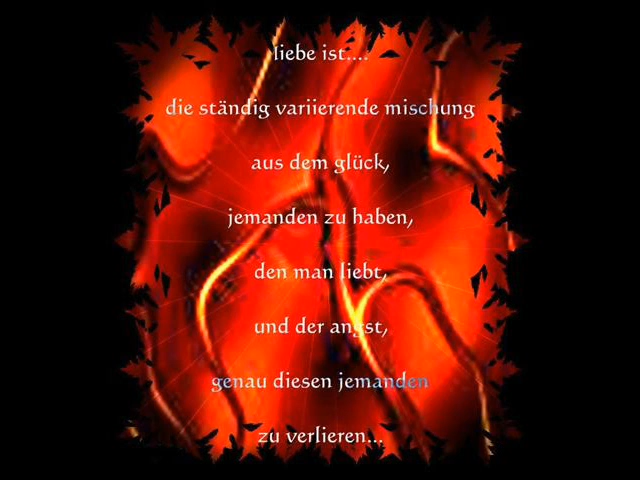 liebe ist....
die ständig variierende mischung
aus dem glück,
jemanden zu haben,
den man liebt,
und der angst,
genau diesen jemanden
zu verlieren...